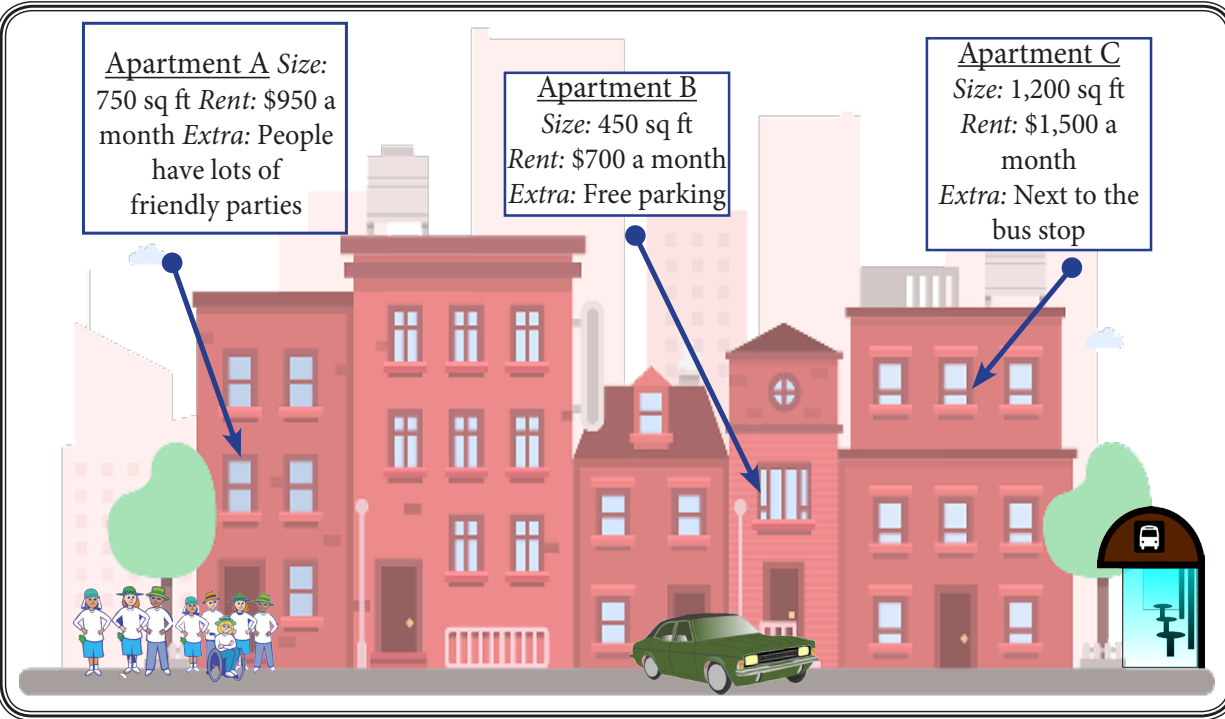 Apartment A Size:
750 sq ft Rent: $950 a
month Extra: People
have lots of
friendly parties
Apartment B
Size: 450 sq ft
Rent: $700 a month
Extra: Free parking
Apartment C
Size: 1,200 sq ft
Rent: $1,500 a
month
Extra: Next to the
bus stop